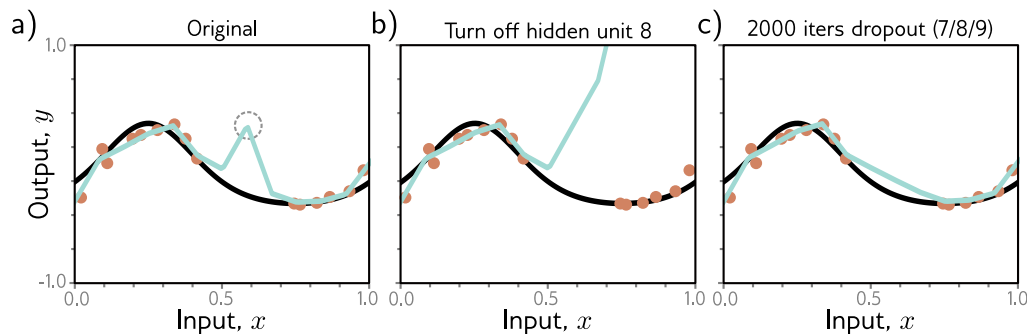 a) Original
b) Turn off hidden unit 8
c) 2000 iters dropout (7/8/9)
1.0
Output, y
-1.0
0.0 0.5 1.0
0.0 0.5 1.0
0.0 0.5 1.0
Input, x
Input, x
Input, x